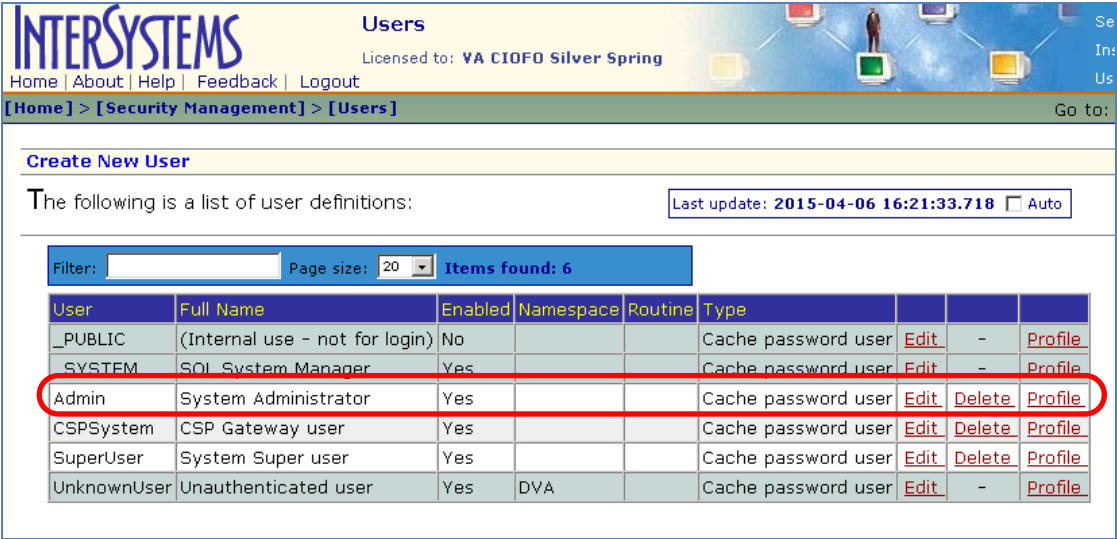 INTERSYSTEMS
Users
Licensed to: VA CIOFO Silver Spring
Se
Ins
Us
Home | About | Help | Feedback | Logout
[Home] > [Security Management] > [Users] Go to:
Create New User
The following is a list of user definitions: Last update: 2015-04-06 16:21:33.718 Auto
Filter: Page size: 20 Items found: 6
User Full Name Enabled Namespace Routine Type
_PUBLIC (Internal use - not for login) No Cache password user Edit - Profile
_SYSTEM SQL System Manager Yes Cache password user Edit - Profile
Admin System Administrator Yes Cache password user Edit Delete Profile
CSPSystem CSP Gateway user Yes Cache password user Edit Delete Profile
SuperUser System Super user Yes Cache password user Edit Delete Profile
UnknownUser Unauthenticated user Yes DVA Cache password user Edit - Profile